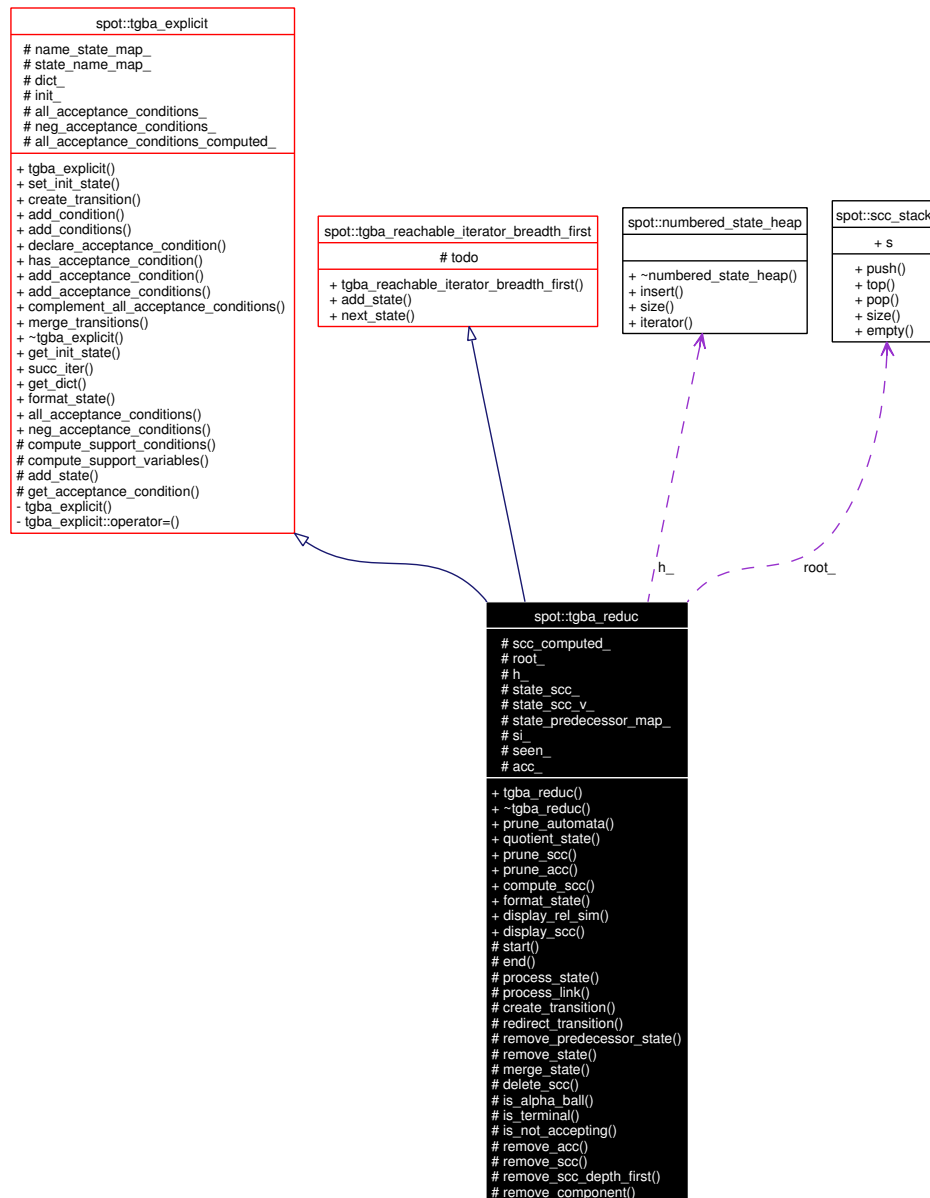 spot::tgba_explicit
# name_state_map_
# state_name_map_
# dict_
# init_
# all_acceptance_conditions_
# neg_acceptance_conditions_
# all_acceptance_conditions_computed_
+ tgba_explicit()
+ set_init_state()
+ create_transition()
+ add_condition()
+ add_conditions()
+ declare_acceptance_condition()
+ has_acceptance_condition()
+ add_acceptance_condition()
+ add_acceptance_conditions()
+ complement_all_acceptance_conditions()
+ merge_transitions()
+ ~tgba_explicit()
+ get_init_state()
+ succ_iter()
+ get_dict()
+ format_state()
+ all_acceptance_conditions()
+ neg_acceptance_conditions()
# compute_support_conditions()
# compute_support_variables()
# add_state()
# get_acceptance_condition()
- tgba_explicit()
- tgba_explicit::operator=()
spot::tgba_reachable_iterator_breadth_first
# todo
+ tgba_reachable_iterator_breadth_first()
+ add_state()
+ next_state()
spot::numbered_state_heap
+ ~numbered_state_heap()
+ insert()
+ size()
+ iterator()
spot::scc_stack
+ s
+ push()
+ top()
+ pop()
+ size()
+ empty()
h_
root_
spot::tgba_reduc
# scc_computed_
# root_
# h_
# state_scc_
# state_scc_v_
# state_predecessor_map_
# si_
# seen_
# acc_
+ tgba_reduc()
+ ~tgba_reduc()
+ prune_automata()
+ quotient_state()
+ prune_scc()
+ prune_acc()
+ compute_scc()
+ format_state()
+ display_rel_sim()
+ display_scc()
# start()
# end()
# process_state()
# process_link()
# create_transition()
# redirect_transition()
# remove_predecessor_state()
# remove_state()
# merge_state()
# delete_scc()
# is_alpha_ball()
# is_terminal()
# is_not_accepting()
# remove_acc()
# remove_scc()
# remove_scc_depth_first()
# remove_component()